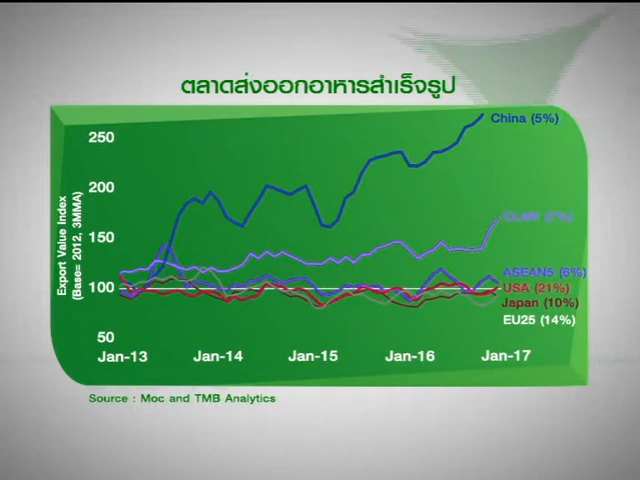 ตลาดส่งออกอาหารสำเร็จรูป
Export Value Index
(Base= 2012, 3MMA)
250
200
150
100
50
Jan-13 Jan-14 Jan-15 Jan-16 Jan-17
China (5%)
CLMV (7%)
ASEAN5 (6%)
USA (21%)
Japan (10%)
EU25 (14%)
Source : Moc and TMB Analytics